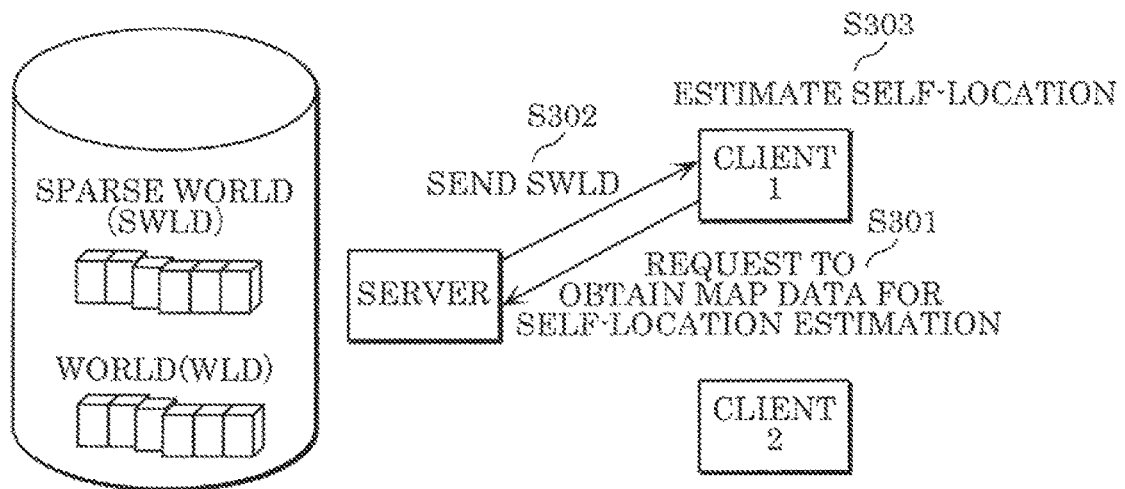 S303
ESTIMATE SELF-LOCATION
S302
SEND SWLD
CLIENT
1
SPARSE WORLD
(SWLD)
S301
SERVER
REQUEST TO
OBTAIN MAP DATA FOR
SELF-LOCATION ESTIMATION
WORLD(WLD)
CLIENT
2